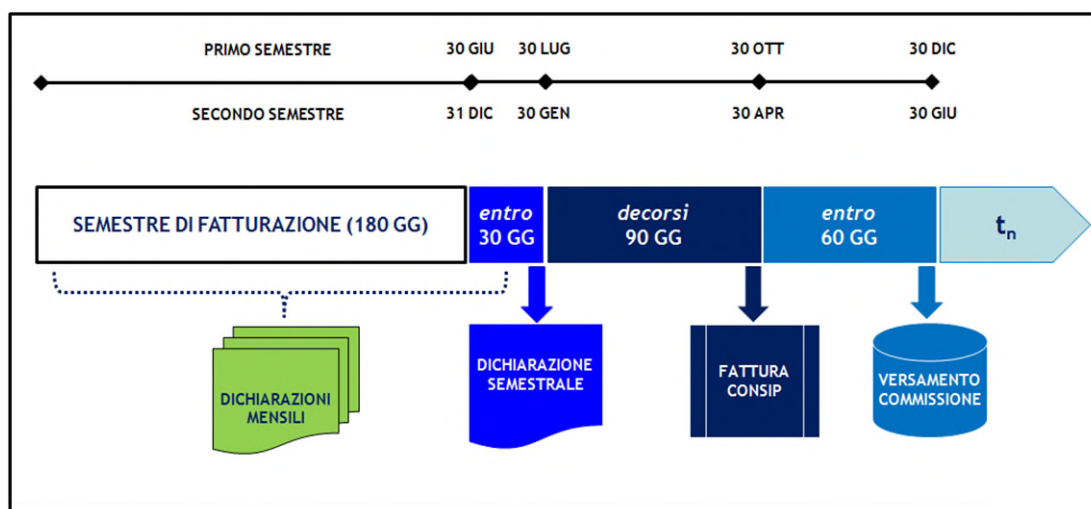 PRIMO SEMESTRE 30 GIU 30 LUG 30 OTT 30 DIC
SECONDO SEMESTRE 31 DIC 30 GEN 30 APR 30 GIU
SEMESTRE DI FATTURAZIONE (180 GG)
entro
30 GG
decorsi
90 GG
entro
60 GG
tn
DICHIARAZIONI
MENSILI
DICHIARAZIONE
SEMESTRALE
FATTURA
CONSIP
VERSAMENTO
COMMISSIONE